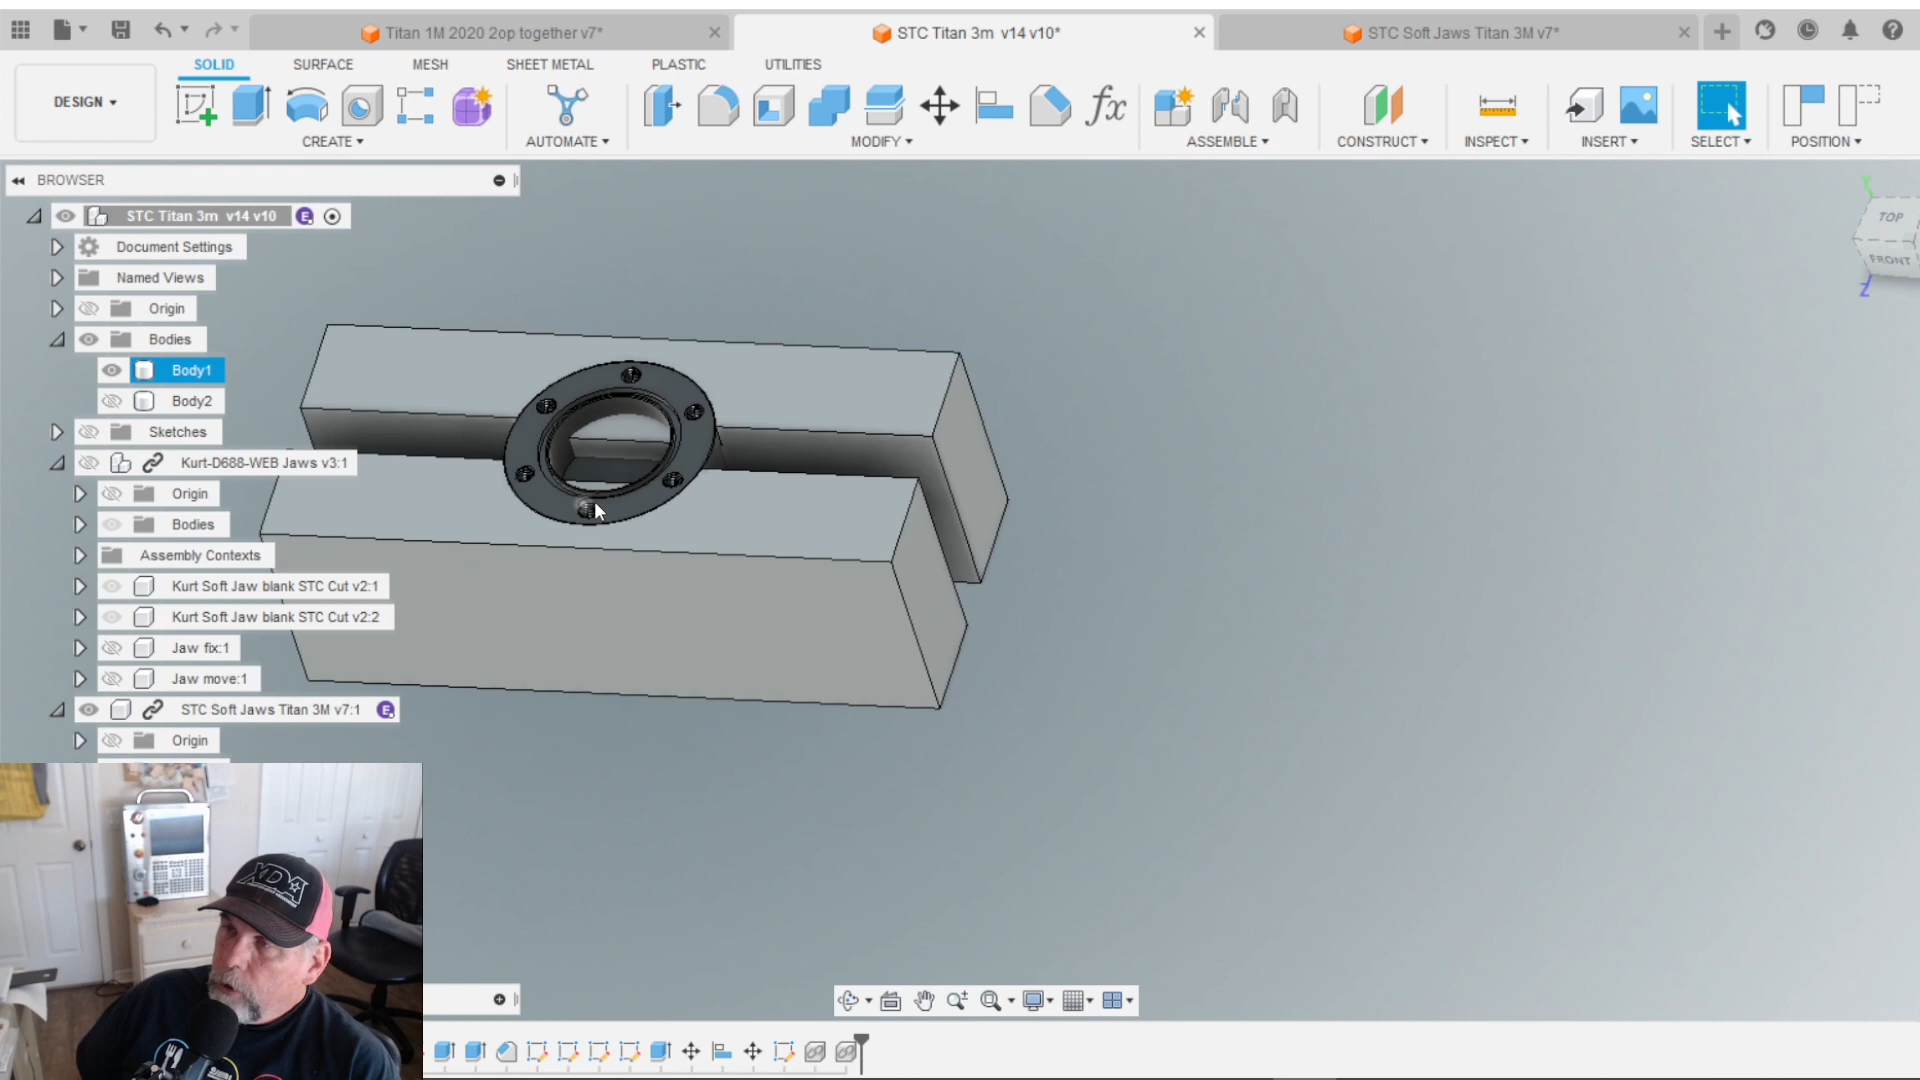 Titan 1M 2020 2op together v7*
STC Titan 3m v14 v10*
STC Soft Jaws Titan 3M v7*
SOLID SURFACE MESH SHEET METAL PLASTIC UTILITIES
DESIGN
fx
CREATE AUTOMATE MODIFY ASSEMBLE CONSTRUCT INSPECT INSERT SELECT POSITION
BROWSER
STC Titan 3m v14 v10 E
Document Settings
Named Views
Origin
Bodies
Body1
Body2
Sketches
Kurt-D688-WEB Jaws v3:1
Origin
Bodies
Assembly Contexts
Kurt Soft Jaw blank STC Cut v2:1
Kurt Soft Jaw blank STC Cut v2:2
Jaw fix:1
Jaw move:1
STC Soft Jaws Titan 3M v7:1 E
Origin
Y
TOP
FRONT
Z
XDA